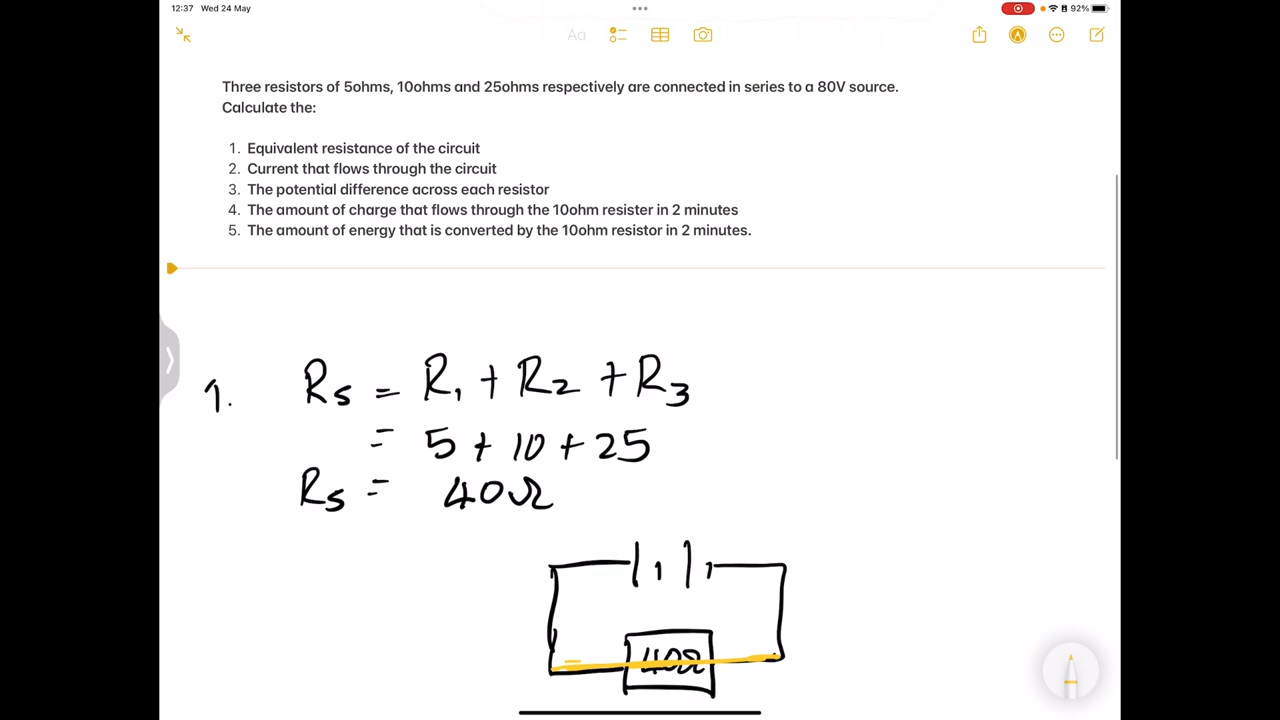 12:37 Wed 24 May
92%
Aa
Three resistors of 5ohms, 10ohms and 25ohms respectively are connected in series to a 80V source.
Calculate the:
1. Equivalent resistance of the circuit
2. Current that flows through the circuit
3. The potential difference across each resistor
4. The amount of charge that flows through the 10ohm resister in 2 minutes
5. The amount of energy that is converted by the 10ohm resistor in 2 minutes.
1. Rs = R1 + R2 + R3
= 5 + 10 + 25
Rs = 40Ω
40Ω